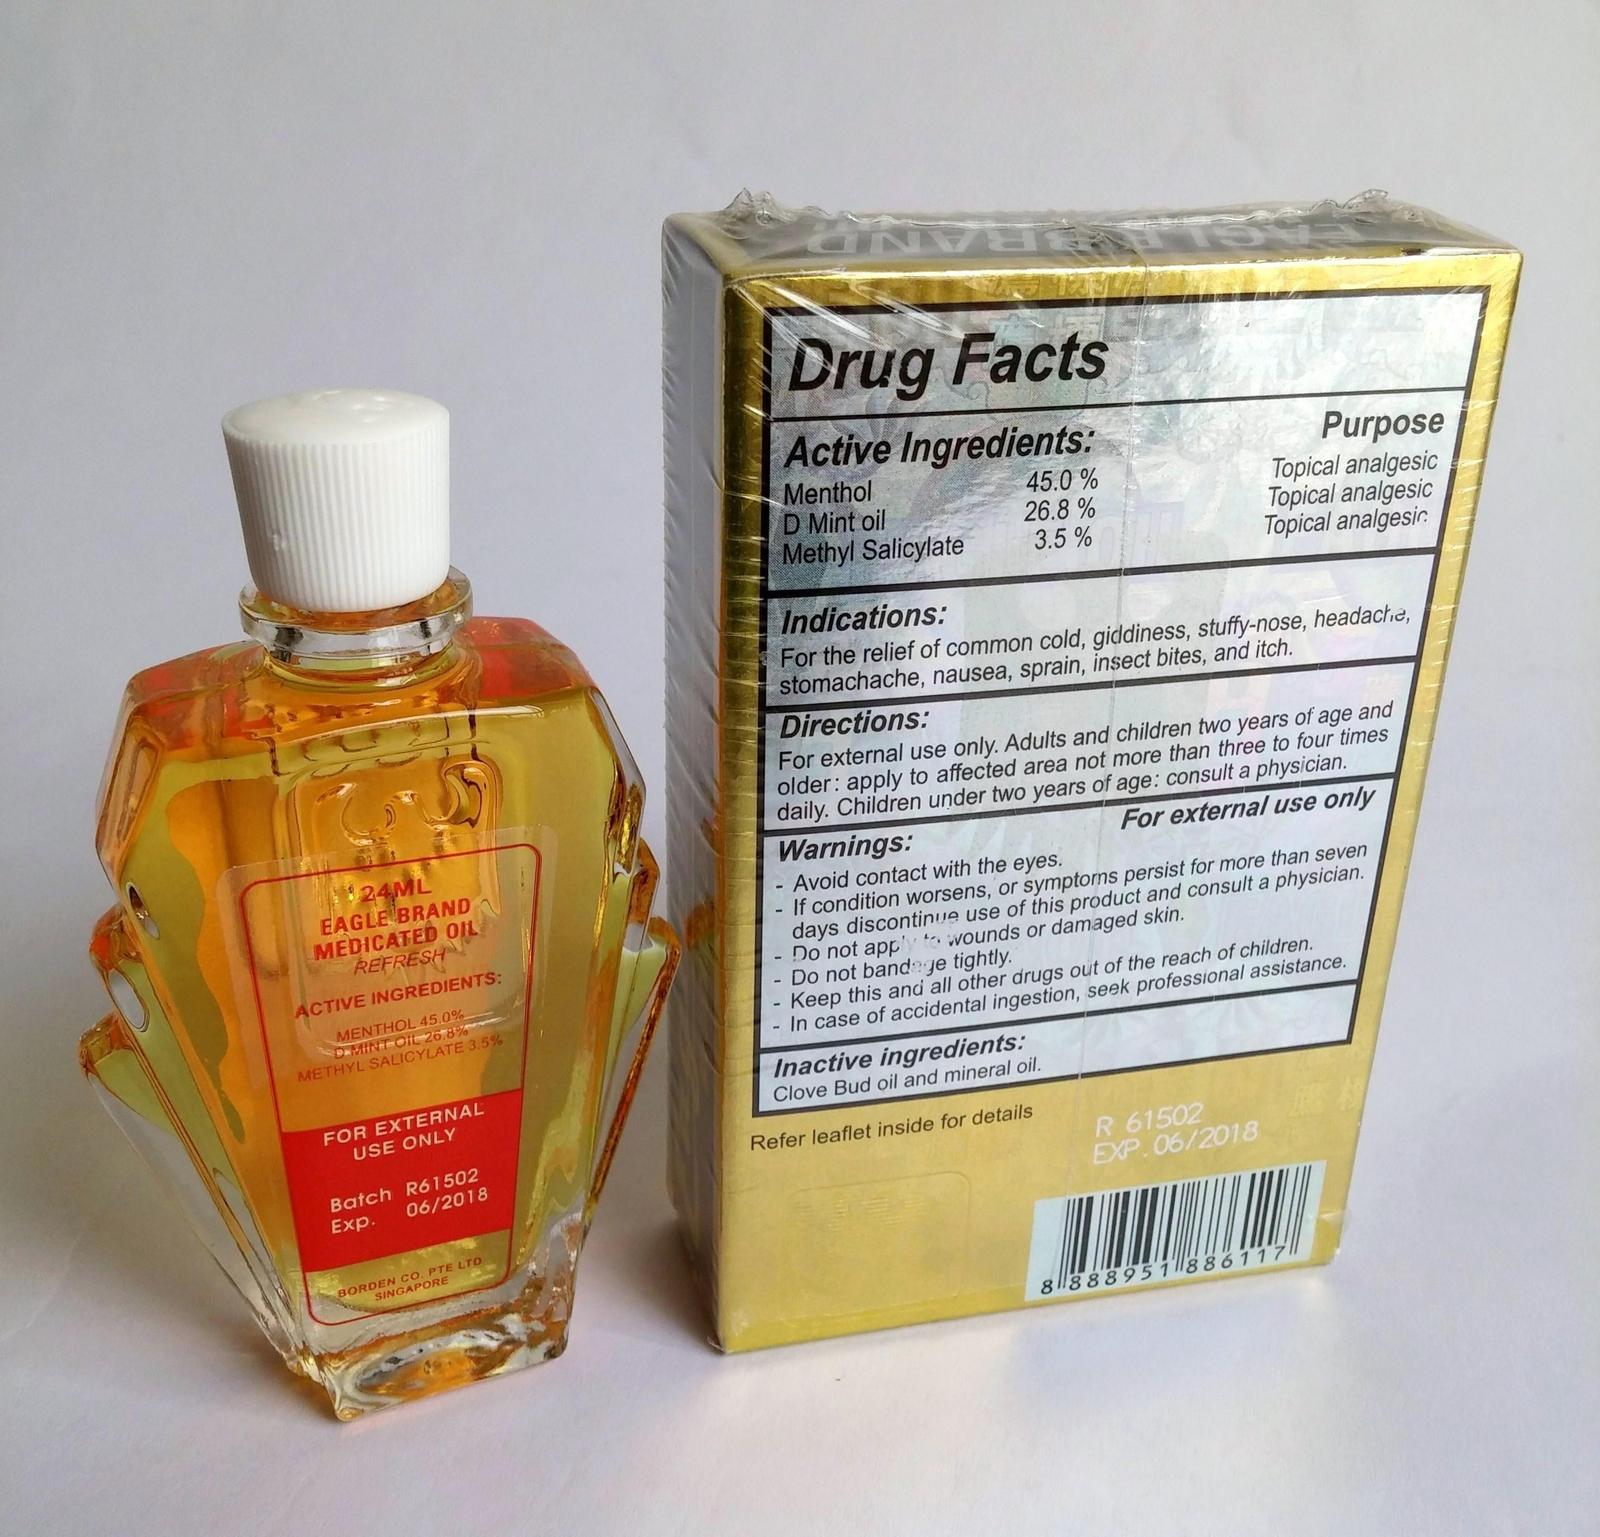 24ML
EAGLE BRAND
MEDICATED OIL
REFRESH
ACTIVE INGREDIENTS:
MENTHOL 45.0%
D.MINT OIL 26.8%
METHYL SALICYLATE 3.5%
FOR EXTERNAL
USE ONLY
Batch R61502
Exp. 06/2018
BORDEN CO. PTE LTD
SINGAPORE
EAGLE BRAND
Drug Facts
Active Ingredients: Purpose
Menthol 45.0 % Topical analgesic
D Mint oil 26.8 % Topical analgesic
Methyl Salicylate 3.5 % Topical analgesic
Indications:
For the relief of common cold, giddiness, stuffy-nose, headache,
stomachache, nausea, sprain, insect bites, and itch.
Directions:
For external use only. Adults and children two years of age and
older: apply to affected area not more than three to four times
daily. Children under two years of age: consult a physician.
Warnings: For external use only
- Avoid contact with the eyes.
- If condition worsens, or symptoms persist for more than seven
days discontinue use of this product and consult a physician.
- Do not apply to wounds or damaged skin.
- Do not bandage tightly.
- Keep this and all other drugs out of the reach of children.
- In case of accidental ingestion, seek professional assistance.
Inactive ingredients:
Clove Bud oil and mineral oil.
Refer leaflet inside for details
R 61502
EXP. 06/2018
8 888951 886117